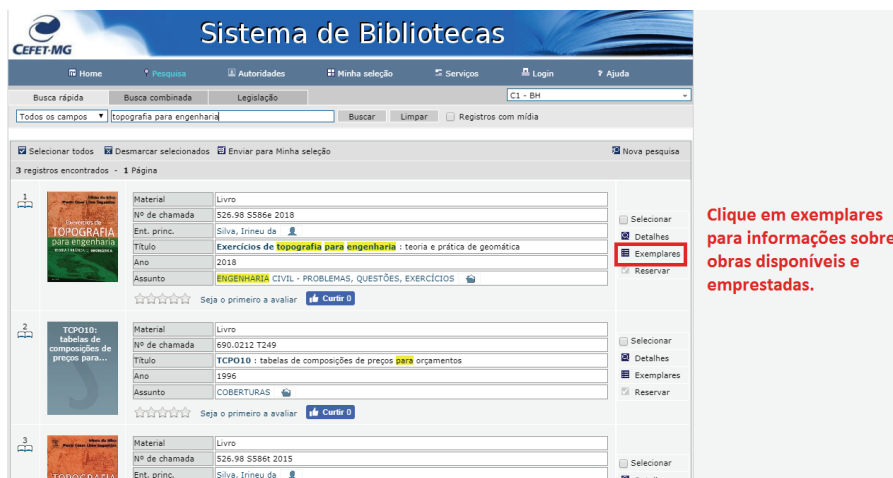 CEFET-MG
Sistema de Bibliotecas
Home Pesquisa Autoridades Minha seleção Serviços Login ? Ajuda
Busca rápida Busca combinada Legislação C1 - BH
Todos os campos topografia para engenharia Buscar Limpar Registros com mídia
Selecionar todos Desmarcar selecionados Enviar para Minha seleção Nova pesquisa
3 registros encontrados - 1 Página
1
Exercícios de
TOPOGRAFIA
para engenharia
Material Livro
Nº de chamada 526.98 S586e 2018
Ent. princ. Silva, Irineu da
Título Exercícios de topografia para engenharia : teoria e prática de geomática
Ano 2018
Assunto ENGENHARIA CIVIL - PROBLEMAS, QUESTÕES, EXERCÍCIOS
Seja o primeiro a avaliar Curtir 0
Selecionar
Detalhes
Exemplares
Reservar
Clique em exemplares
para informações sobre
obras disponíveis e
emprestadas.
2
TCPO10:
tabelas de
composições de
preços para...
Material Livro
Nº de chamada 690.0212 T249
Título TCPO10 : tabelas de composições de preços para orçamentos
Ano 1996
Assunto COBERTURAS
Seja o primeiro a avaliar Curtir 0
Selecionar
Detalhes
Exemplares
Reservar
3
TOPOGRAFIA
Material Livro
Nº de chamada 526.98 S586t 2015
Ent. princ. Silva, Irineu da
Selecionar
Detalhes